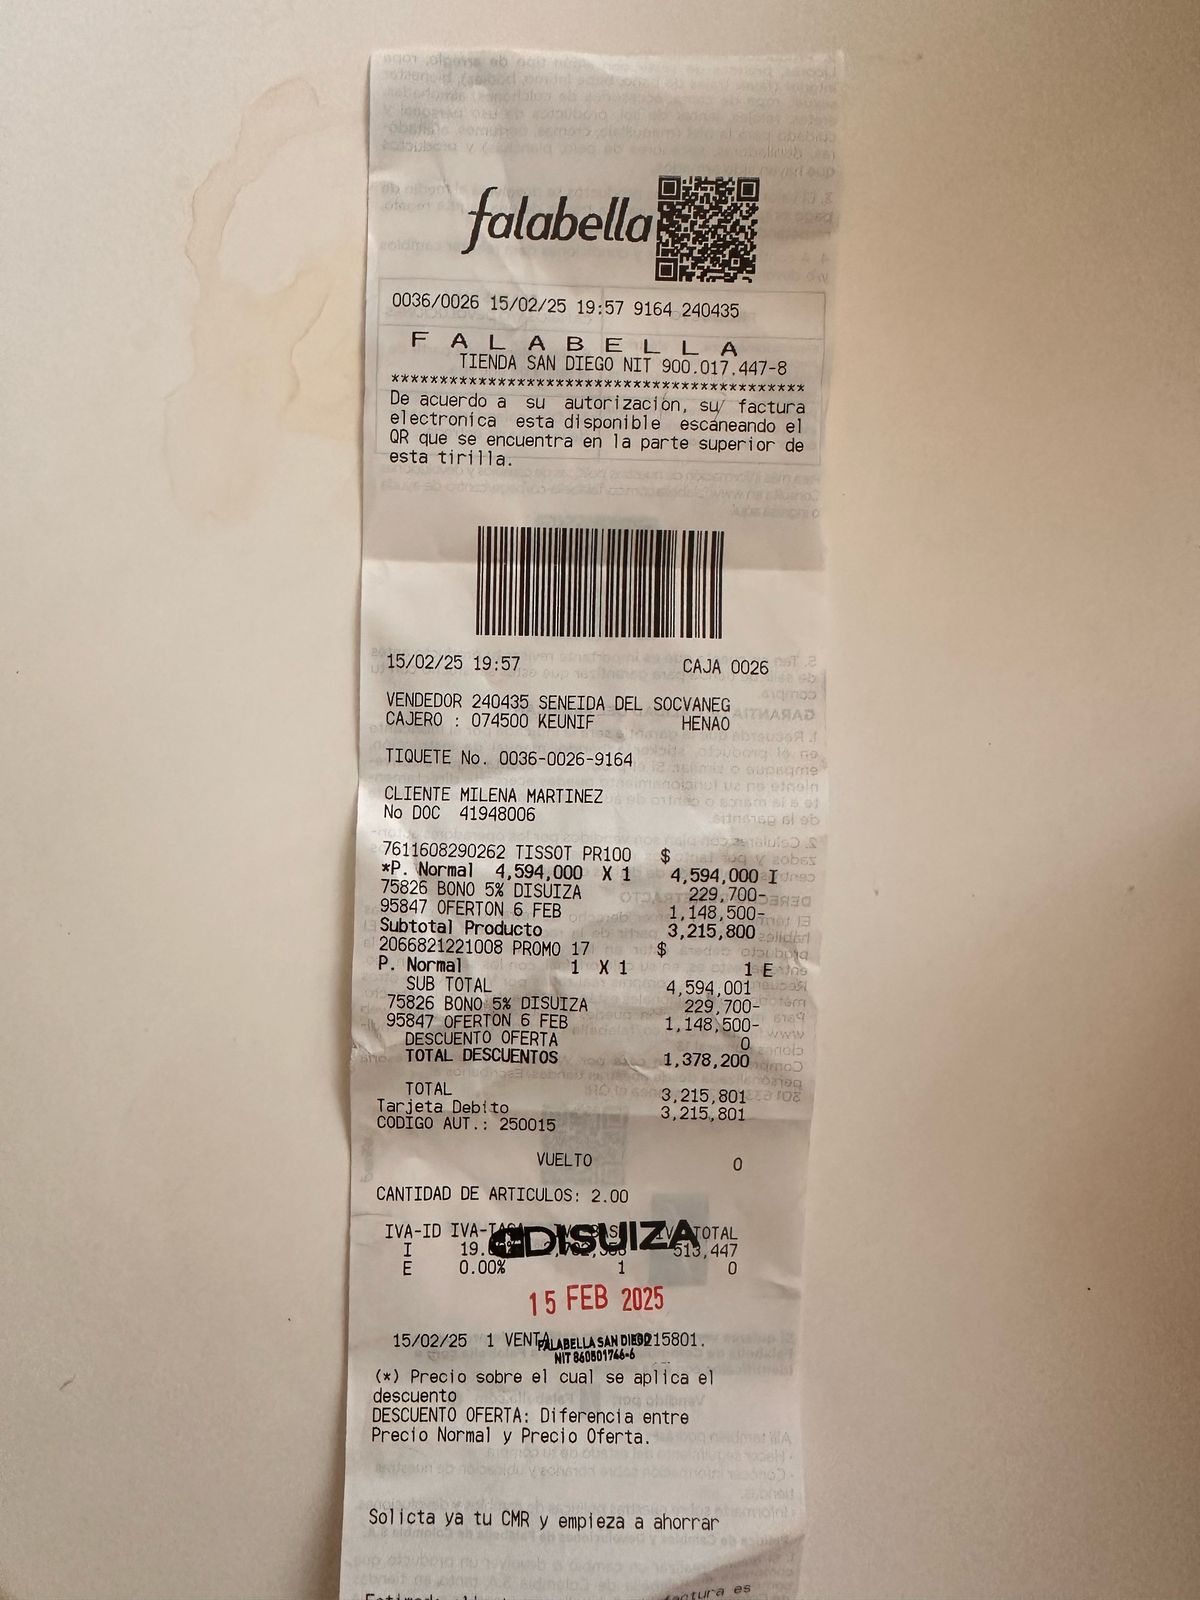 falabella
0036/0026 15/02/25 19:57 9164 240435
F A L A B E L L A
TIENDA SAN DIEGO NIT 900.017.447-8
*******************************************
De acuerdo a su autorización, su factura
electronica esta disponible escaneando el
QR que se encuentra en la parte superior de
esta tirilla.
15/02/25 19:57 CAJA 0026
VENDEDOR 240435 SENEIDA DEL SOCVANEG
CAJERO : 074500 KEUNIF HENAO
TIQUETE No. 0036-0026-9164
CLIENTE MILENA MARTINEZ
No DOC 41948006
7611608290262 TISSOT PR100 $
*P. Normal 4,594,000 X 1 4,594,000 I
75826 BONO 5% DISUIZA 229,700-
95847 OFERTON 6 FEB 1,148,500-
Subtotal Producto 3,215,800
2066821221008 PROMO 17 $
P. Normal 1 X 1 1 E
SUB TOTAL 4,594,001
75826 BONO 5% DISUIZA 229,700-
95847 OFERTON 6 FEB 1,148,500-
DESCUENTO OFERTA 0
TOTAL DESCUENTOS 1,378,200
TOTAL 3,215,801
Tarjeta Debito 3,215,801
CODIGO AUT.: 250015
VUELTO 0
CANTIDAD DE ARTICULOS: 2.00
IVA-ID TOTAL
DISUIZA
I 513,447
E 0.00% 1 0
15 FEB 2025
15/02/25 1 VENTA
FALABELLA SAN DIEGO
NIT 860501766-6
(*) Precio sobre el cual se aplica el
descuento
DESCUENTO OFERTA: Diferencia entre
Precio Normal y Precio Oferta.
Solicta ya tu CMR y empieza a ahorrar
factura es